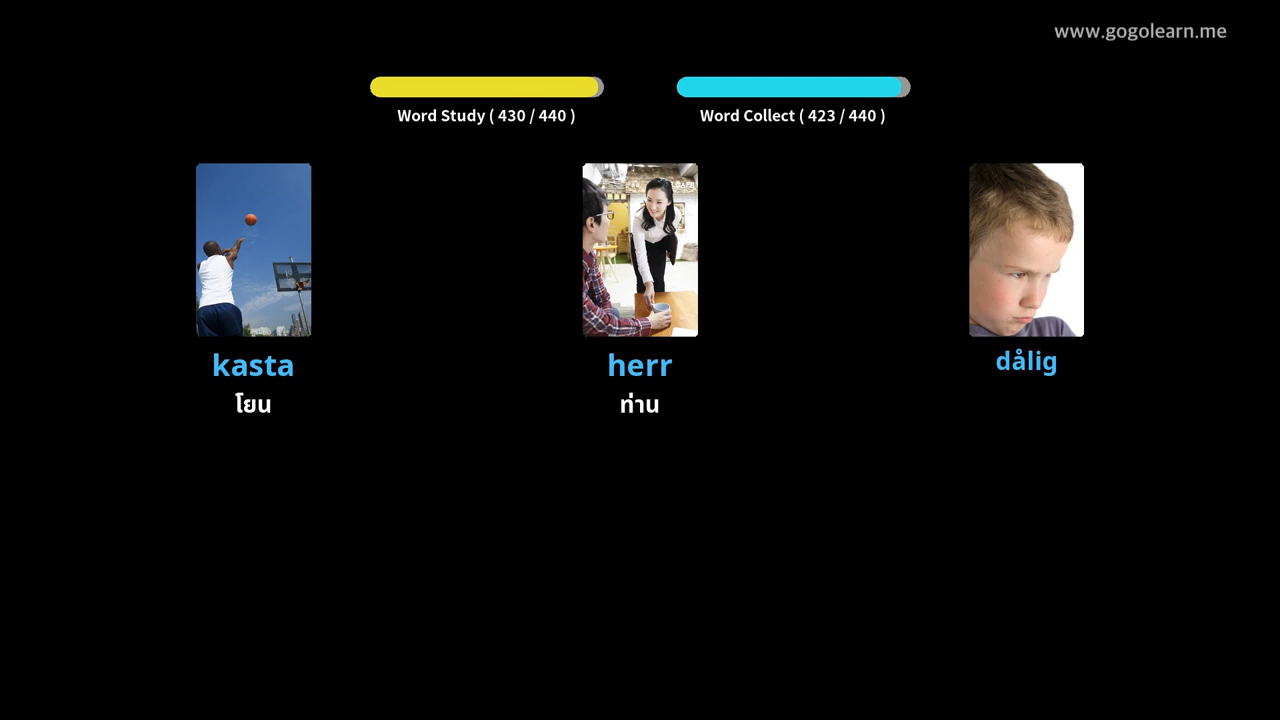 www.gogolearn.me
Word Study ( 430 / 440 )
Word Collect ( 423 / 440 )
kasta
herr
dålig
โยน
ท่าน